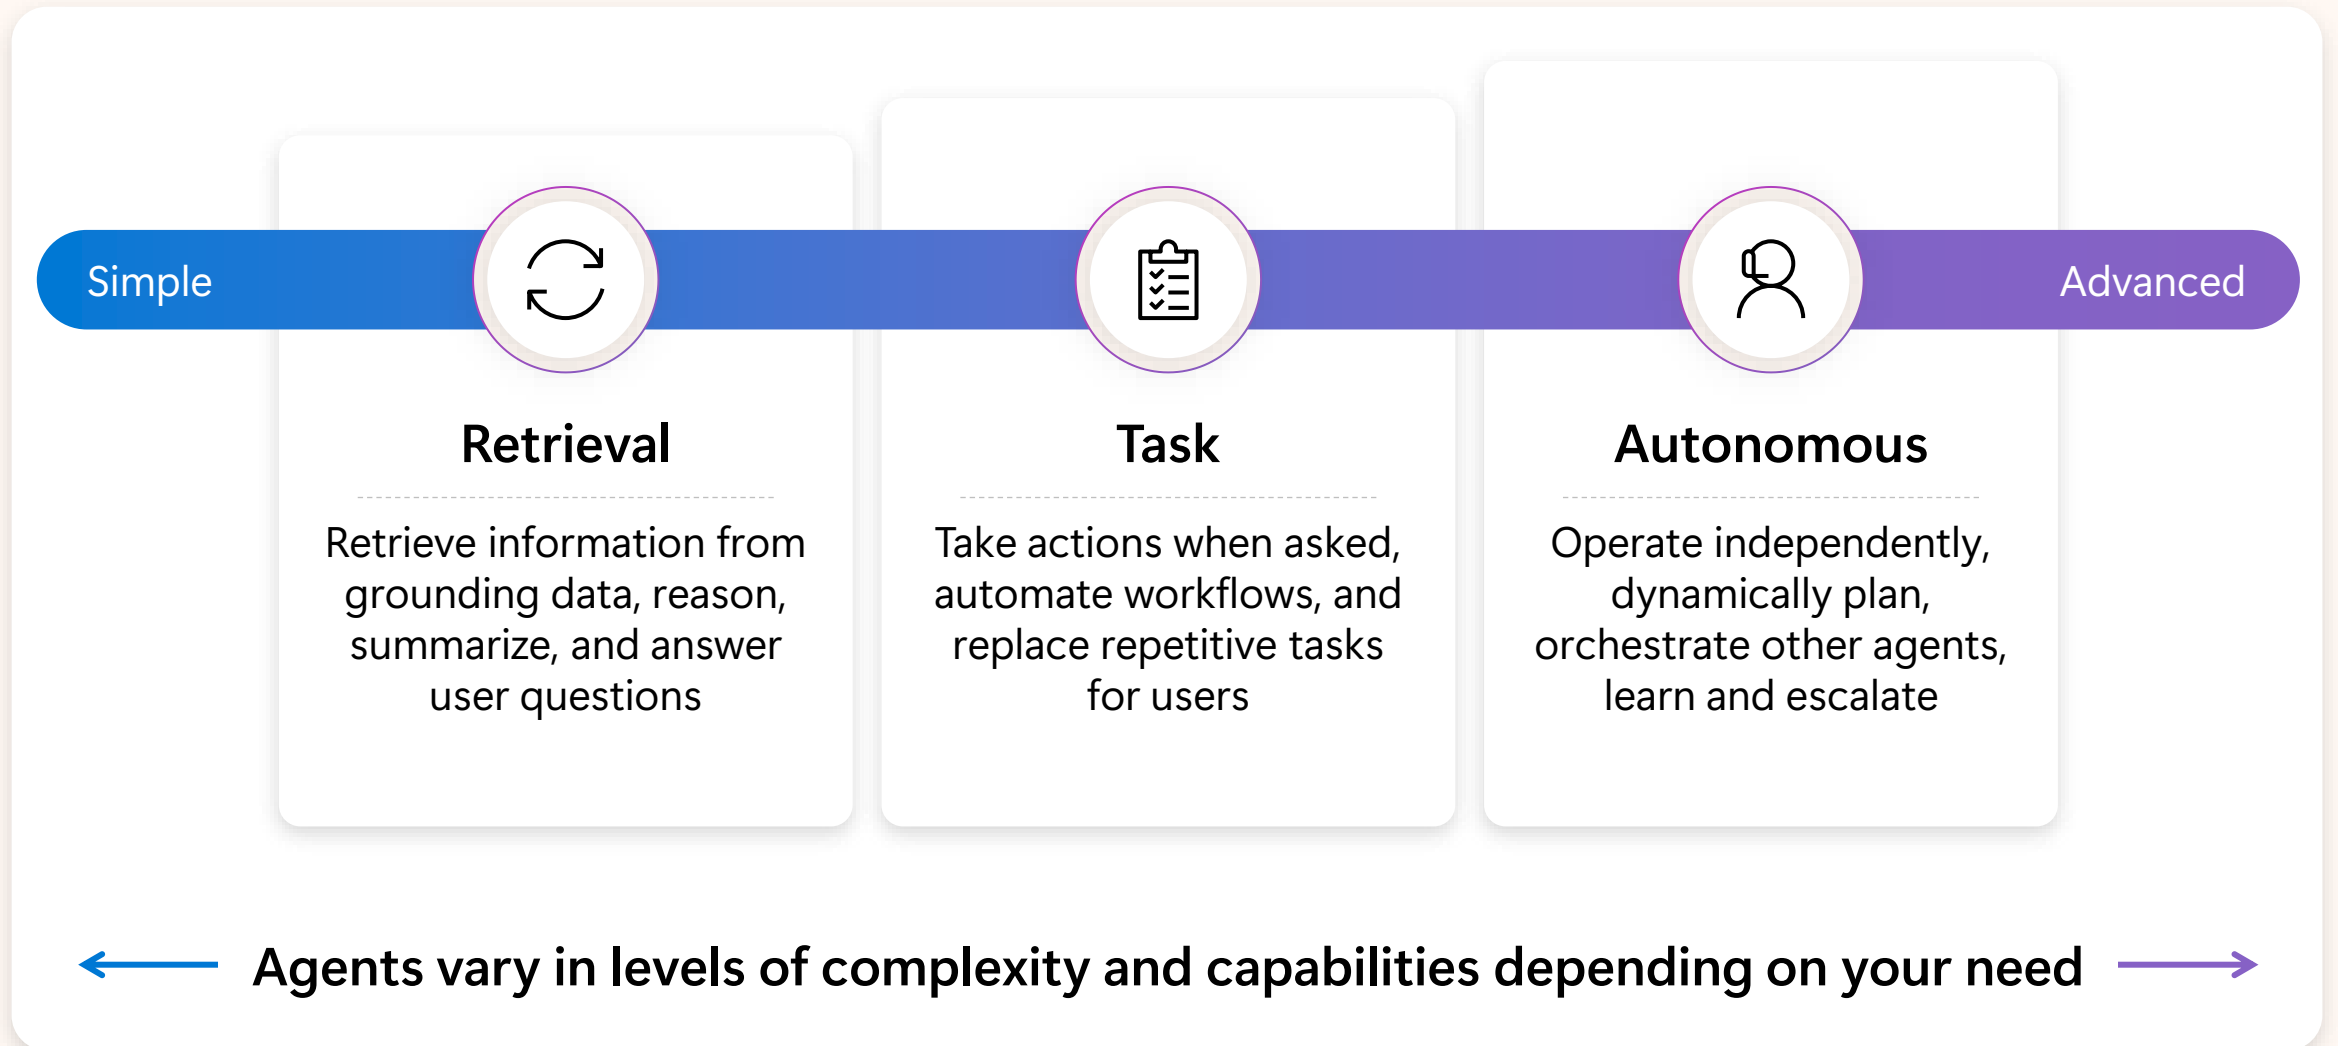 Simple
Advanced
Retrieval
Retrieve information from
grounding data, reason,
summarize, and answer
user questions
Task
Take actions when asked,
automate workflows, and
replace repetitive tasks
for users
Autonomous
Operate independently,
dynamically plan,
orchestrate other agents,
learn and escalate
Agents vary in levels of complexity and capabilities depending on your need